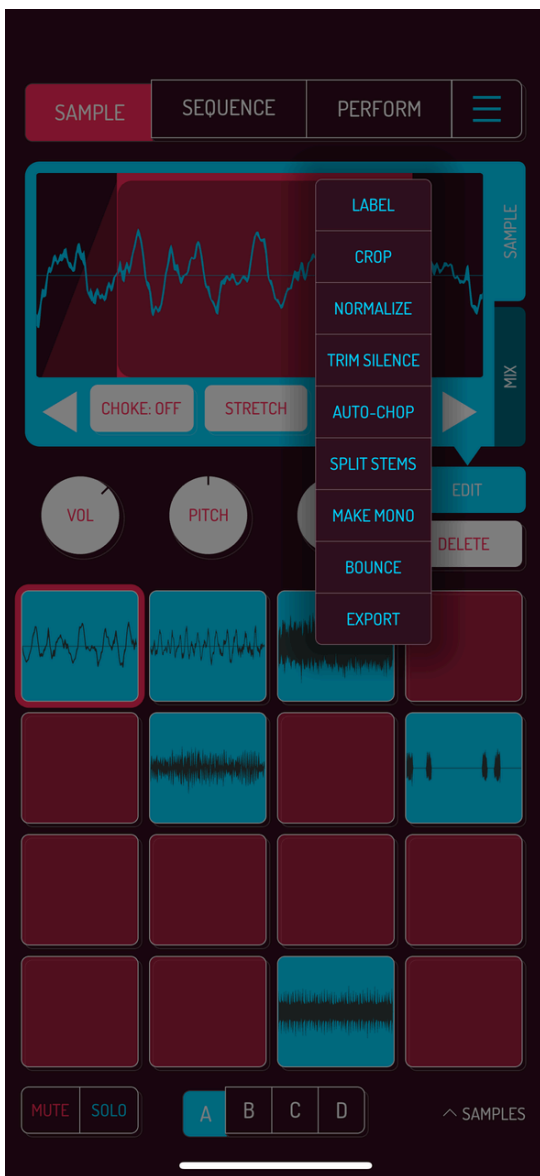 SAMPLE
SEQUENCE
PERFORM
SAMPLE
MIX
LABEL
CROP
NORMALIZE
TRIM SILENCE
AUTO-CHOP
SPLIT STEMS
MAKE MONO
BOUNCE
EXPORT
CHOKE: OFF
STRETCH
VOL
PITCH
EDIT
DELETE
MUTE
SOLO
A
B
C
D
SAMPLES